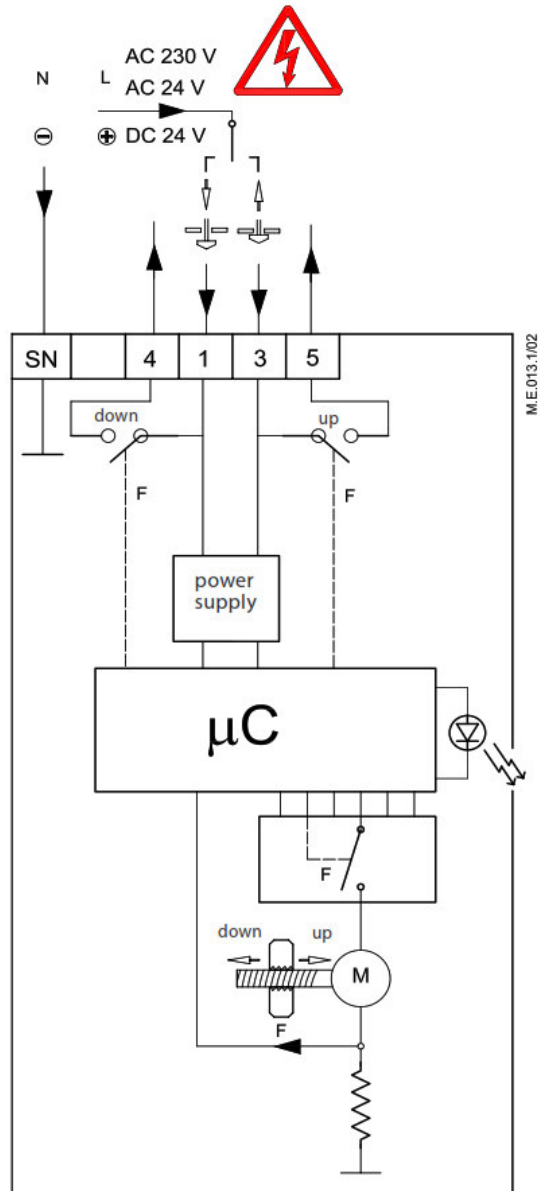 AC 230 V
N L AC 24 V
⊖ ⊕ DC 24 V
SN 4 1 3 5
M.E.013.1/02
down up
F F
power
supply
µC
F
down up
M
F